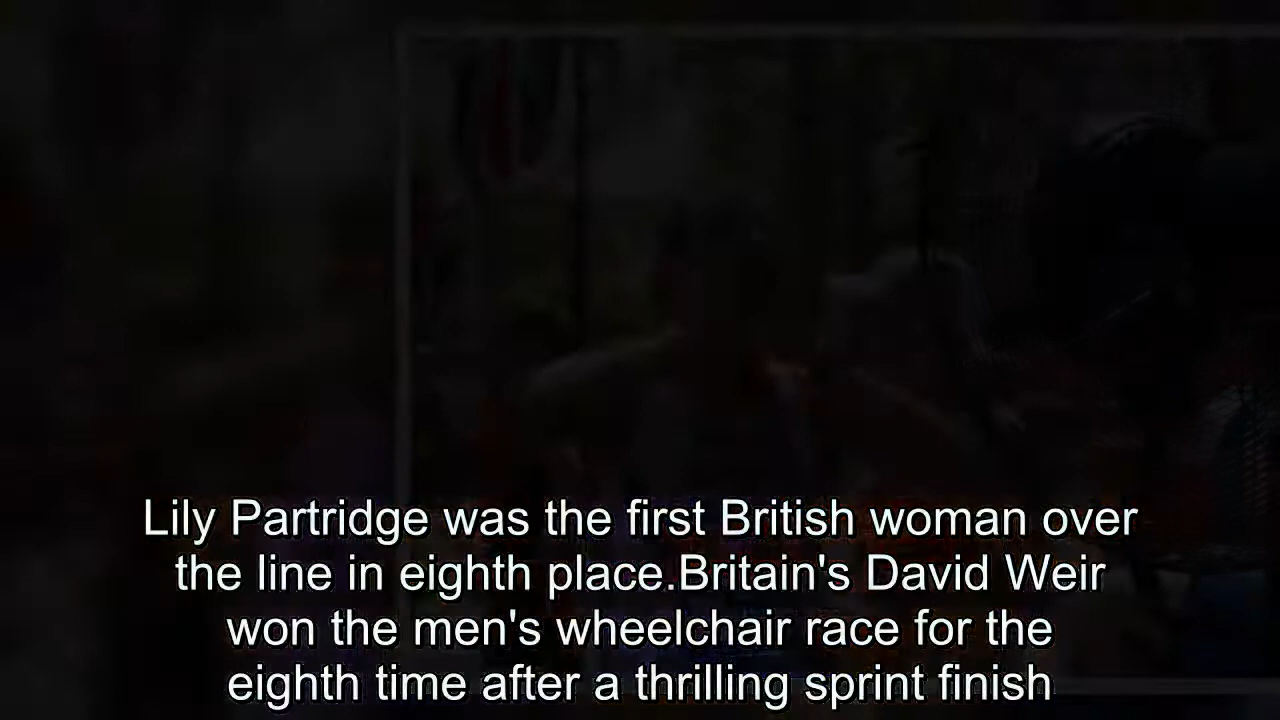 Lily Partridge was the first British woman over
the line in eighth place.Britain's David Weir
won the men's wheelchair race for the
eighth time after a thrilling sprint finish